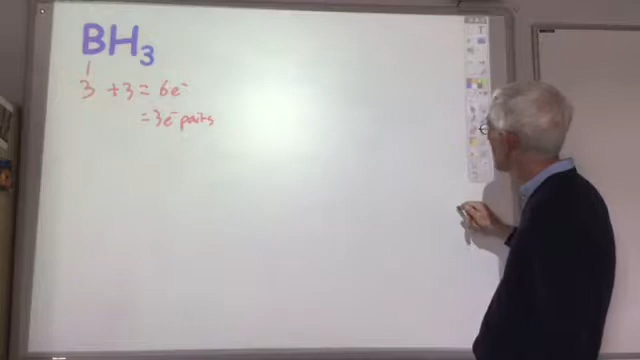 BH₃
3 + 3 = 6e⁻
= 3e⁻ pairs